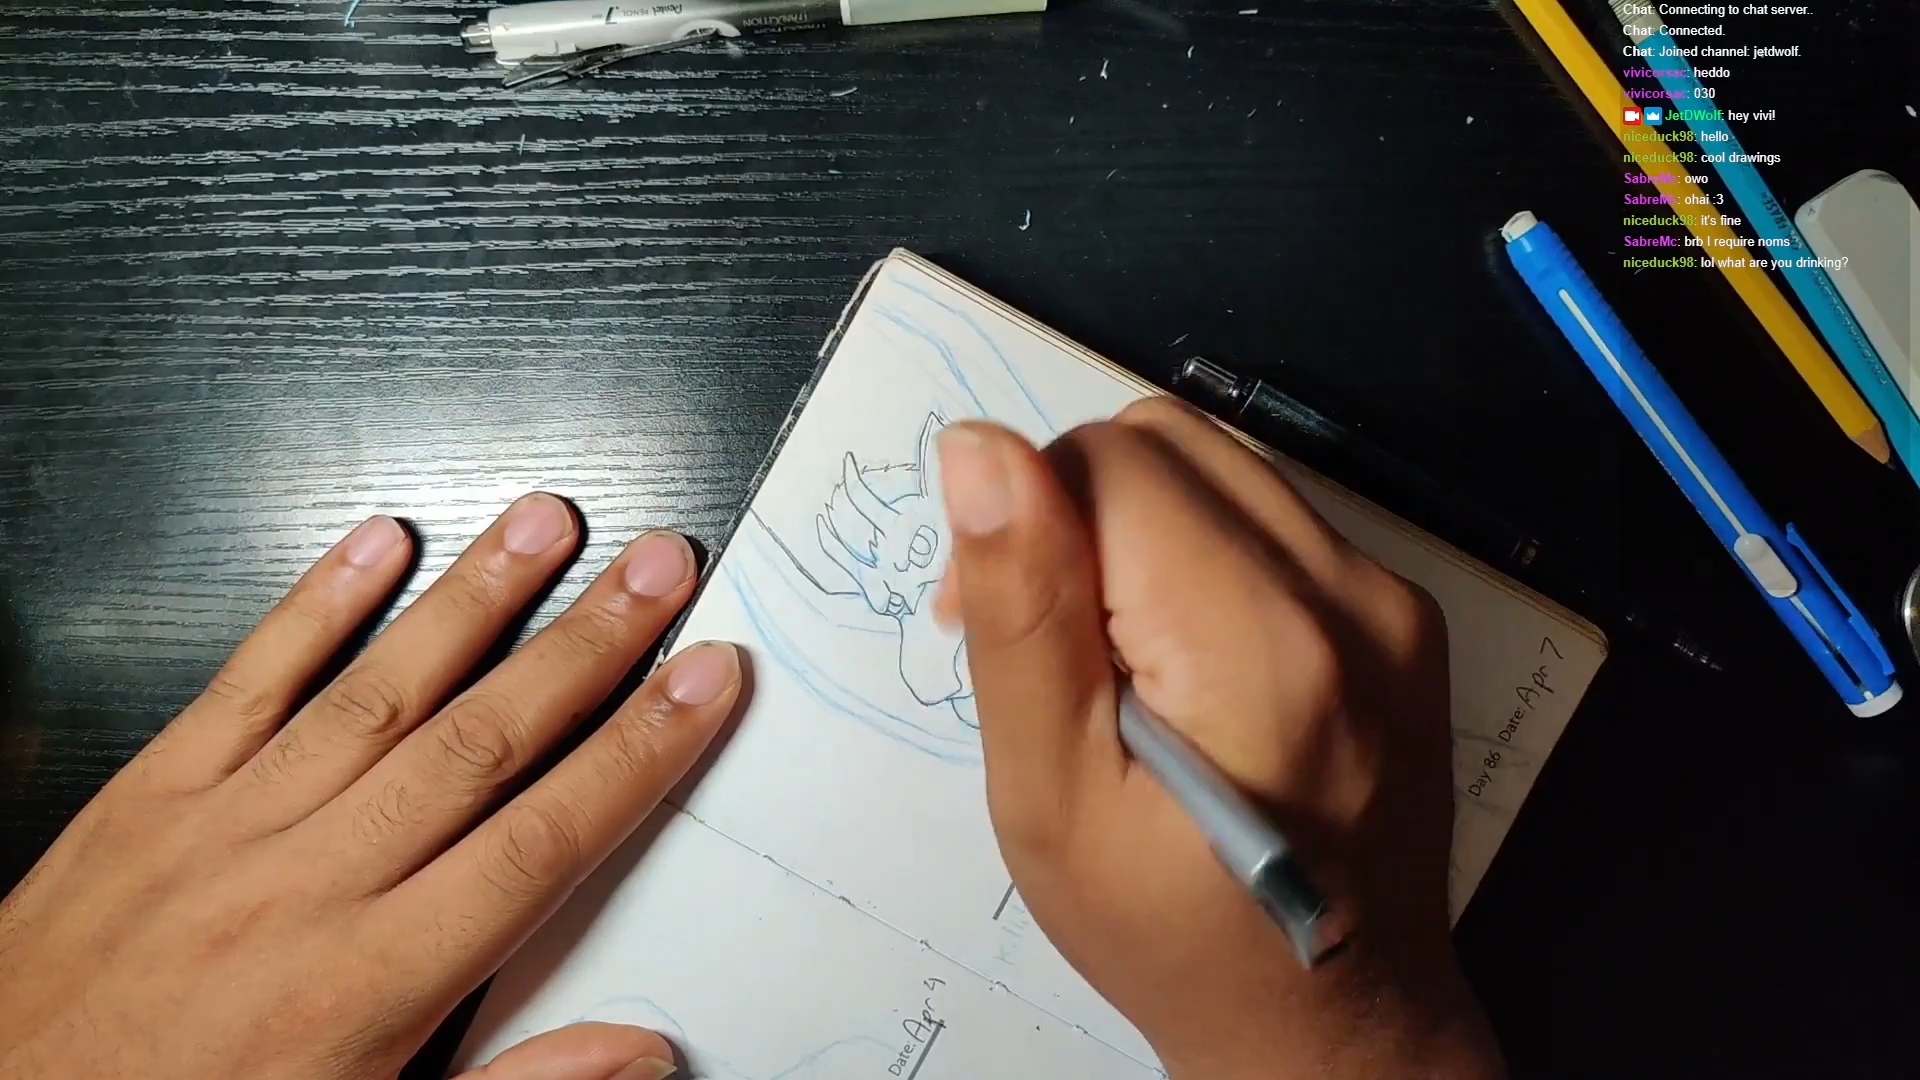 Chat: Connecting to chat server..
Chat: Connected.
Chat: Joined channel: jetdwolf.
vivicorsac: heddo
vivicorsac: 030
JetDWolf: hey vivi!
niceduck98: hello
niceduck98: cool drawings
SabreMc: owo
SabreMc: ohai :3
niceduck98: it's fine
SabreMc: brb I require noms
niceduck98: lol what are you drinking?
Pentel
Day 86 Date: Apr 7
Date: Apr 4